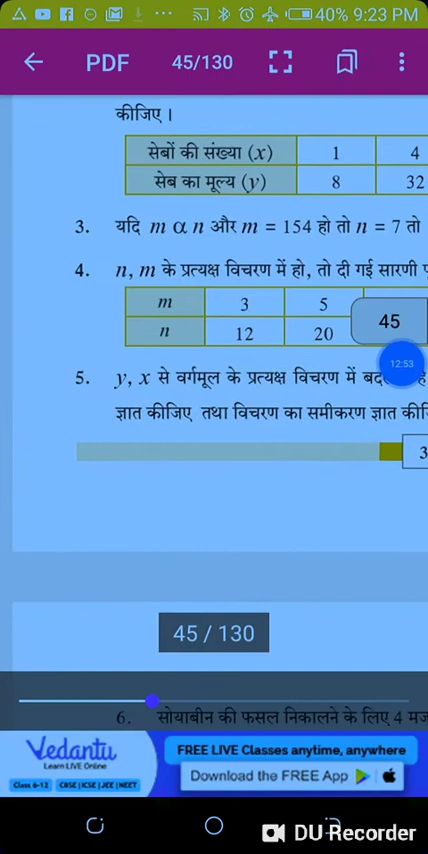 40% 9:23 PM
PDF 45/130
कीजिए ।
सेबों की संख्या (x) 1 4
सेब का मूल्य (y) 8 32
3. यदि m α n और m = 154 हो तो n = 7 तो
4. n, m के प्रत्यक्ष विचरण में हो, तो दी गई सारणी
m 3 5
n 12 20
45
12:53
5. y, x से वर्गमूल के प्रत्यक्ष विचरण में
ज्ञात कीजिए तथा विचरण का समीकरण ज्ञात
3
45 / 130
6. सोयाबीन की फसल निकालने के लिए 4
Vedantu
Learn LIVE Online
Class 6-12 CBSE | ICSE | JEE | NEET
FREE LIVE Classes anytime, anywhere
Download the FREE App
DU Recorder